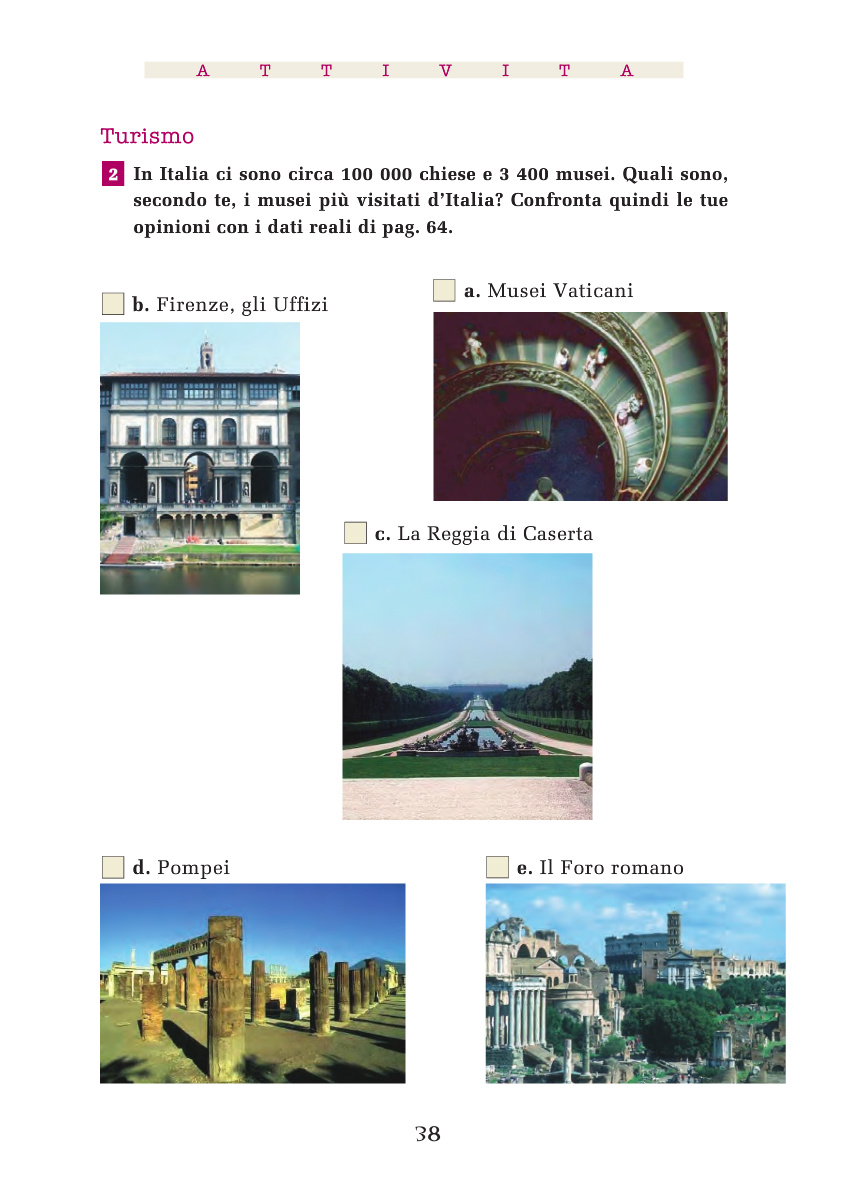 A T T I V I T A
Turismo
2 In Italia ci sono circa 100 000 chiese e 3 400 musei. Quali sono,
secondo te, i musei più visitati d’Italia? Confronta quindi le tue
opinioni con i dati reali di pag. 64.
a. Musei Vaticani
b. Firenze, gli Uffizi
c. La Reggia di Caserta
d. Pompei
e. Il Foro romano
38